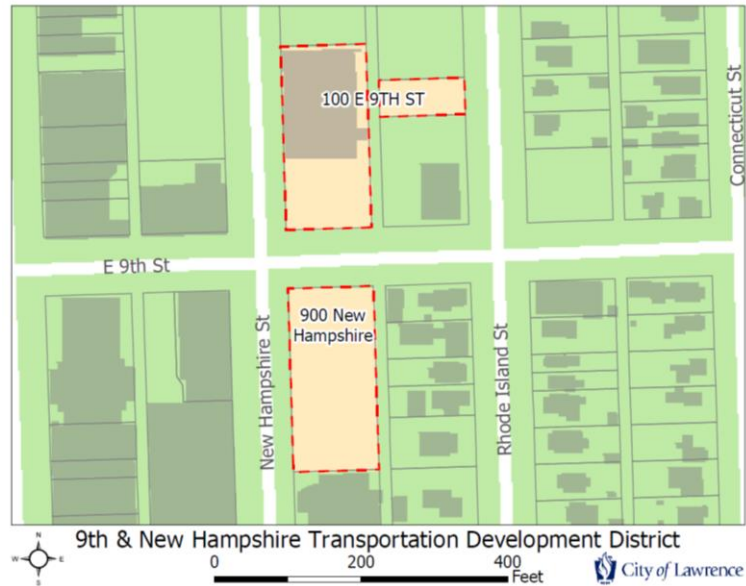 100 E 9TH ST
Connecticut St
E 9th St
900 New
Hampshire
New Hampshire St
Rhode Island St
9th & New Hampshire Transportation Development District
N
W E
S
0 200 400
Feet
City of Lawrence